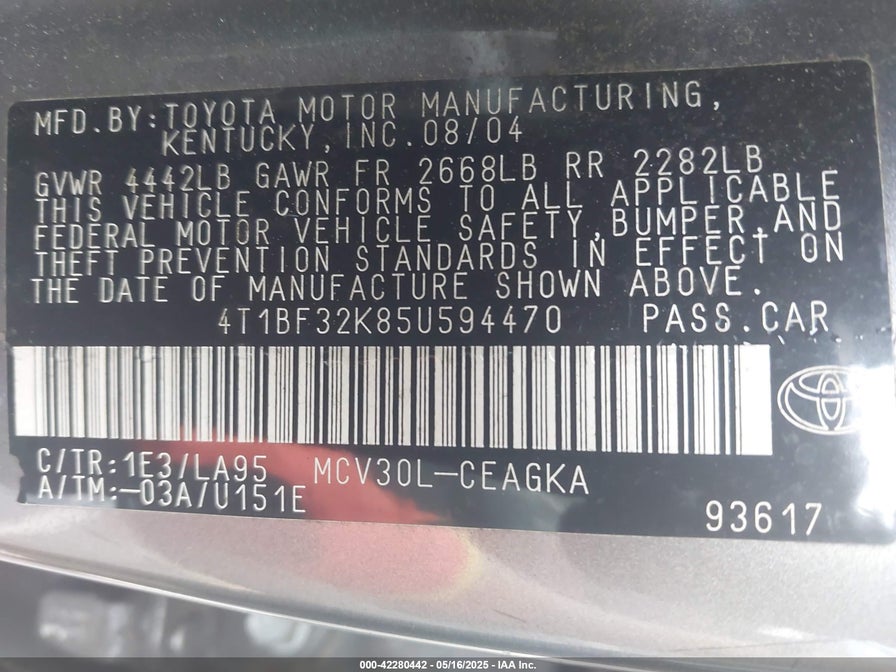 MFD.BY:TOYOTA MOTOR MANUFACTURING,
KENTUCKY,INC.08/04
GVWR 4442LB GAWR FR 2668LB RR 2282LB
THIS VEHICLE CONFORMS TO ALL APPLICABLE
FEDERAL MOTOR VEHICLE SAFETY,BUMPER,AND
THEFT PREVENTION STANDARDS IN EFFECT ON
THE DATE OF MANUFACTURE SHOWN ABOVE.
4T1BF32K85U594470 PASS.CAR
C/TR:1E3/LA95 MCV30L-CEAGKA
A/TM:-03A/U151E
93617
000-42280442 - 05/16/2025 - IAA Inc.